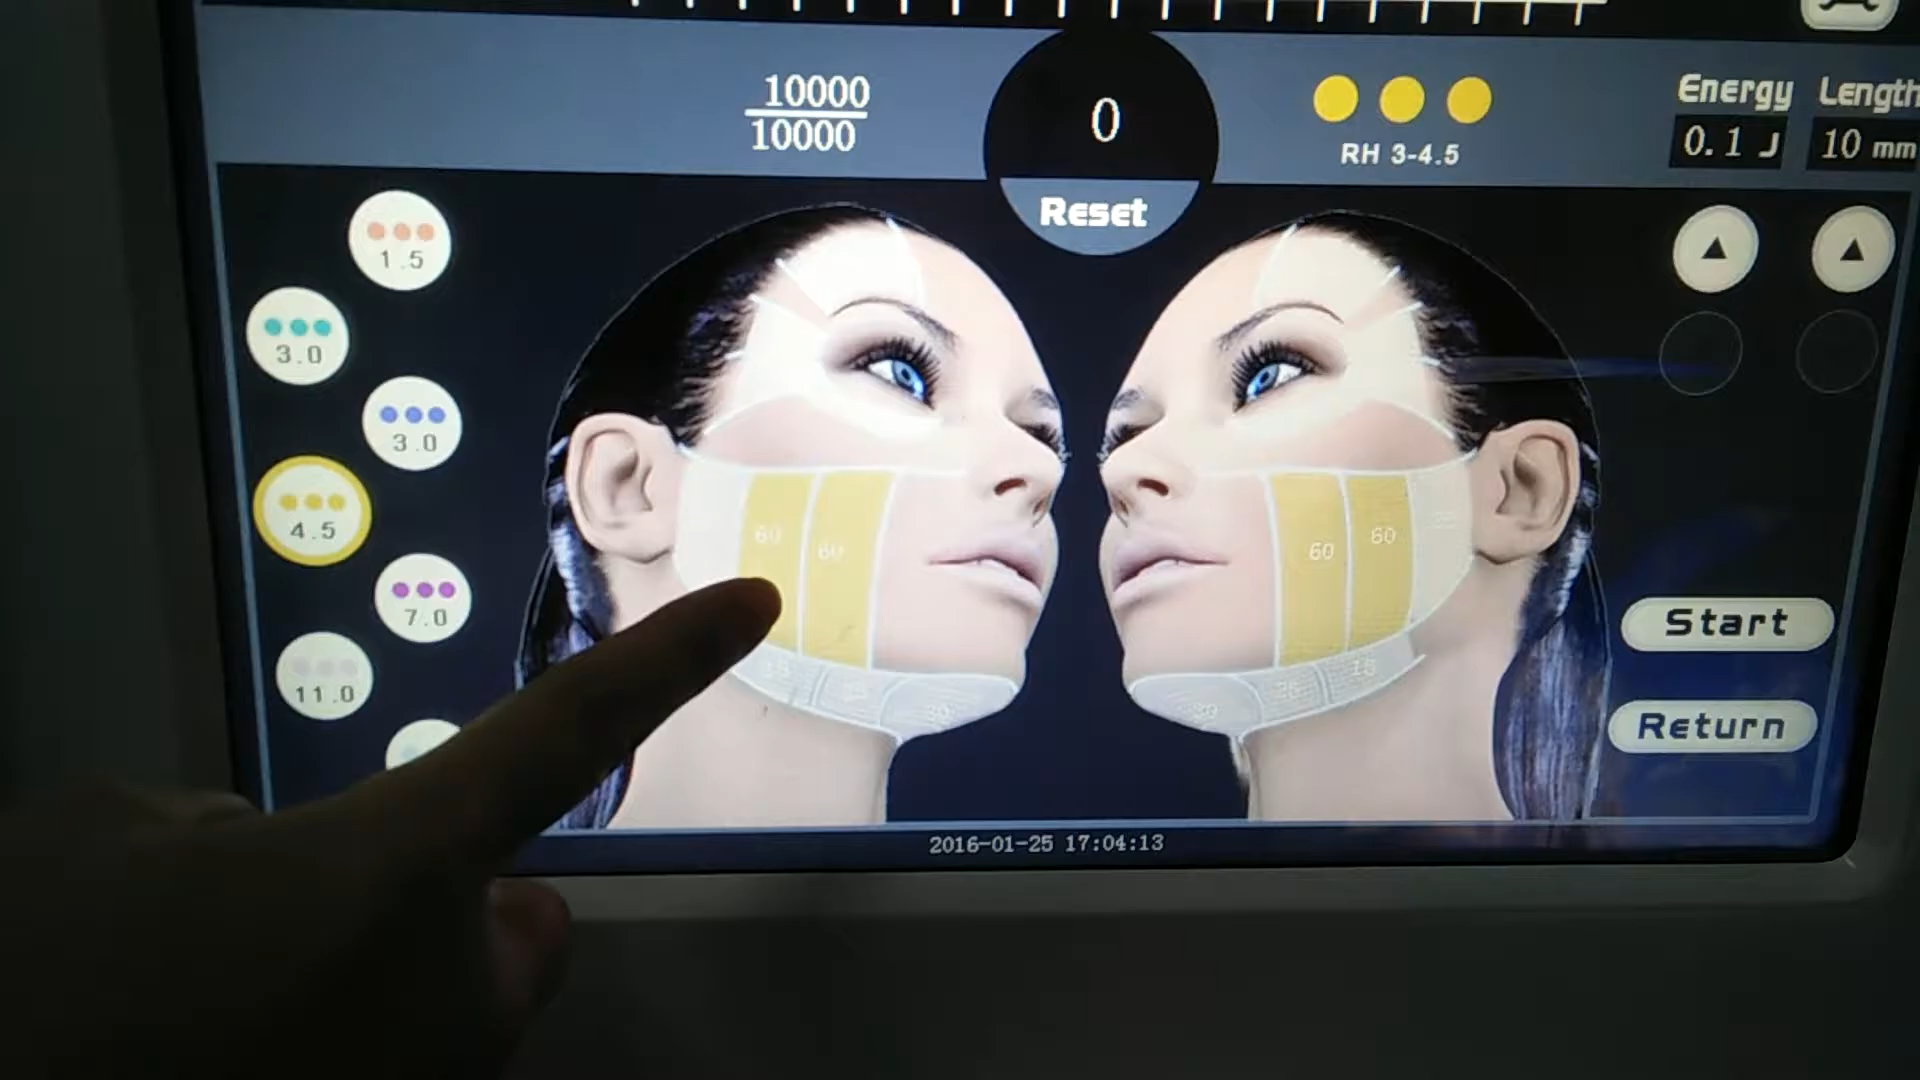 10000
10000
0
Reset
RH 3-4.5
Energy
Length
0.1 J
10 mm
1.5
3.0
3.0
4.5
7.0
11.0
60
60
60
60
18
18
Start
Return
2016-01-25 17:04:13